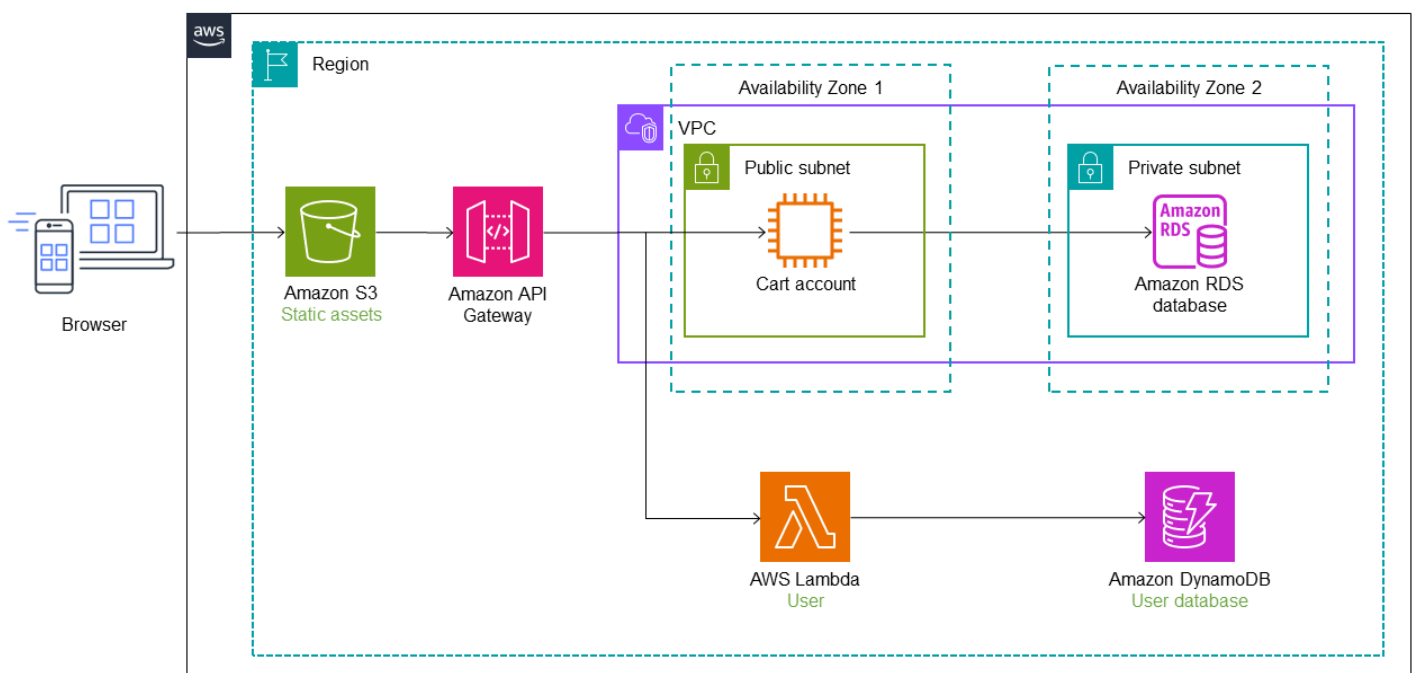 aws
Region
Availability Zone 1
Availability Zone 2
VPC
Public subnet
Private subnet
Amazon
RDS
</>
Browser
Amazon S3
Static assets
Amazon API
Gateway
Cart account
Amazon RDS
database
AWS Lambda
User
Amazon DynamoDB
User database